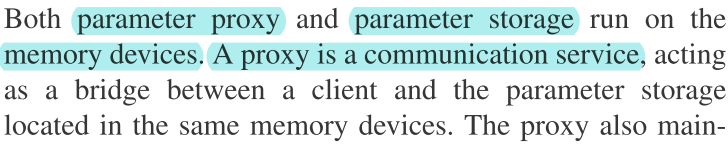 Both parameter proxy and parameter storage run on the
memory devices. A proxy is a communication service, acting
as a bridge between a client and the parameter storage
located in the same memory devices. The proxy also main-